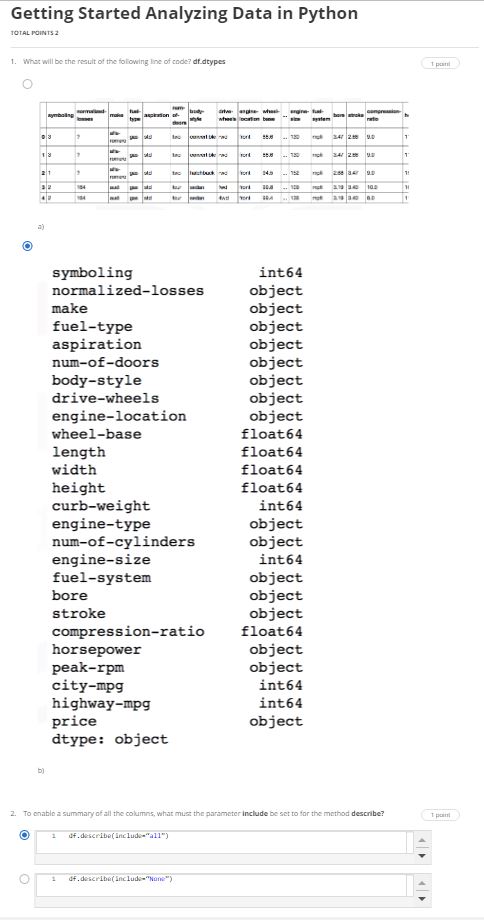 Getting Started Analyzing Data in Python
TOTAL POINTS 2
1. What will be the result of the following line of code? df.dtypes
1 point
symboling normalized-losses make fuel-type aspiration num-of-doors body-style drive-wheels engine-location wheel-base ... engine-size fuel-system bore stroke compression-ratio h
0 3 ? alfa-romero gas std two convertible rwd front 88.6 ... 130 mpfi 3.47 2.68 9.0 1
1 3 ? alfa-romero gas std two convertible rwd front 88.6 ... 130 mpfi 3.47 2.68 9.0 1
2 1 ? alfa-romero gas std two hatchback rwd front 94.5 ... 152 mpfi 2.68 3.47 9.0 1
3 2 164 audi gas std four sedan fwd front 99.8 ... 109 mpfi 3.19 3.40 10.0 1
4 2 164 audi gas std four sedan 4wd front 99.4 ... 136 mpfi 3.19 3.40 8.0 1
a)
symboling int64
normalized-losses object
make object
fuel-type object
aspiration object
num-of-doors object
body-style object
drive-wheels object
engine-location object
wheel-base float64
length float64
width float64
height float64
curb-weight int64
engine-type object
num-of-cylinders object
engine-size int64
fuel-system object
bore object
stroke object
compression-ratio float64
horsepower object
peak-rpm object
city-mpg int64
highway-mpg int64
price object
dtype: object
b)
2. To enable a summary of all the columns, what must the parameter include be set to for the method describe?
1 point
1 df.describe(include="all")
1 df.describe(include="None")